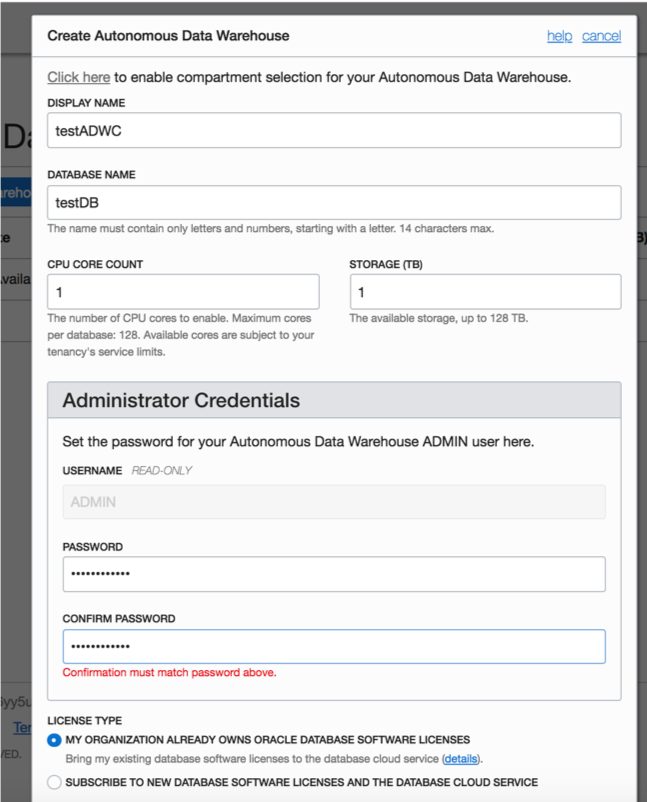 Create Autonomous Data Warehouse
help cancel
Click here to enable compartment selection for your Autonomous Data Warehouse.
DISPLAY NAME
testADWC
DATABASE NAME
testDB
The name must contain only letters and numbers, starting with a letter. 14 characters max.
CPU CORE COUNT
1
The number of CPU cores to enable. Maximum cores
per database: 128. Available cores are subject to your
tenancy's service limits.
STORAGE (TB)
1
The available storage, up to 128 TB.
Administrator Credentials
Set the password for your Autonomous Data Warehouse ADMIN user here.
USERNAME READ-ONLY
ADMIN
PASSWORD
••••••••••••
CONFIRM PASSWORD
••••••••••••
Confirmation must match password above.
LICENSE TYPE
MY ORGANIZATION ALREADY OWNS ORACLE DATABASE SOFTWARE LICENSES
Bring my existing database software licenses to the database cloud service (details).
SUBSCRIBE TO NEW DATABASE SOFTWARE LICENSES AND THE DATABASE CLOUD SERVICE